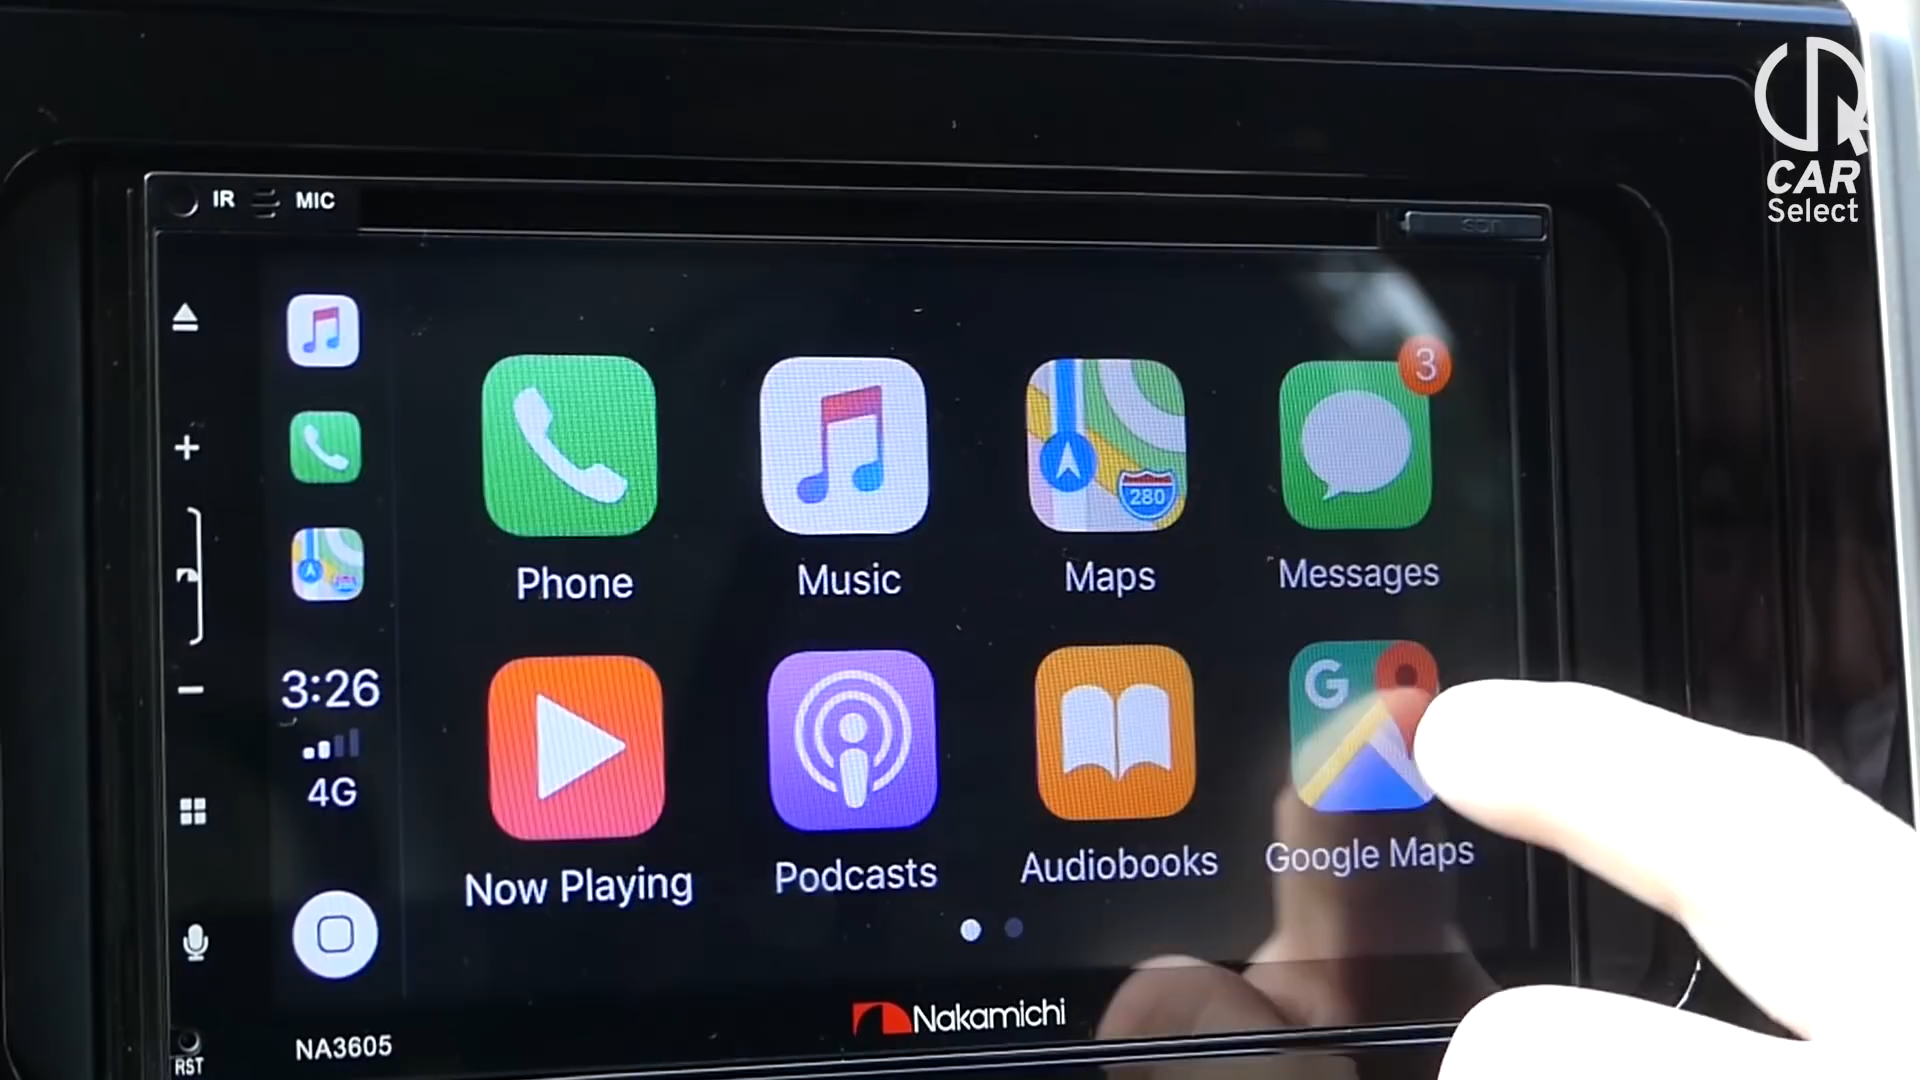 CAR
Select
IR
MIC
3
280
Phone
Music
Maps
Messages
G
3:26
4G
Now Playing
Podcasts
Audiobooks
Google Maps
Nakamichi
NA3605
RST